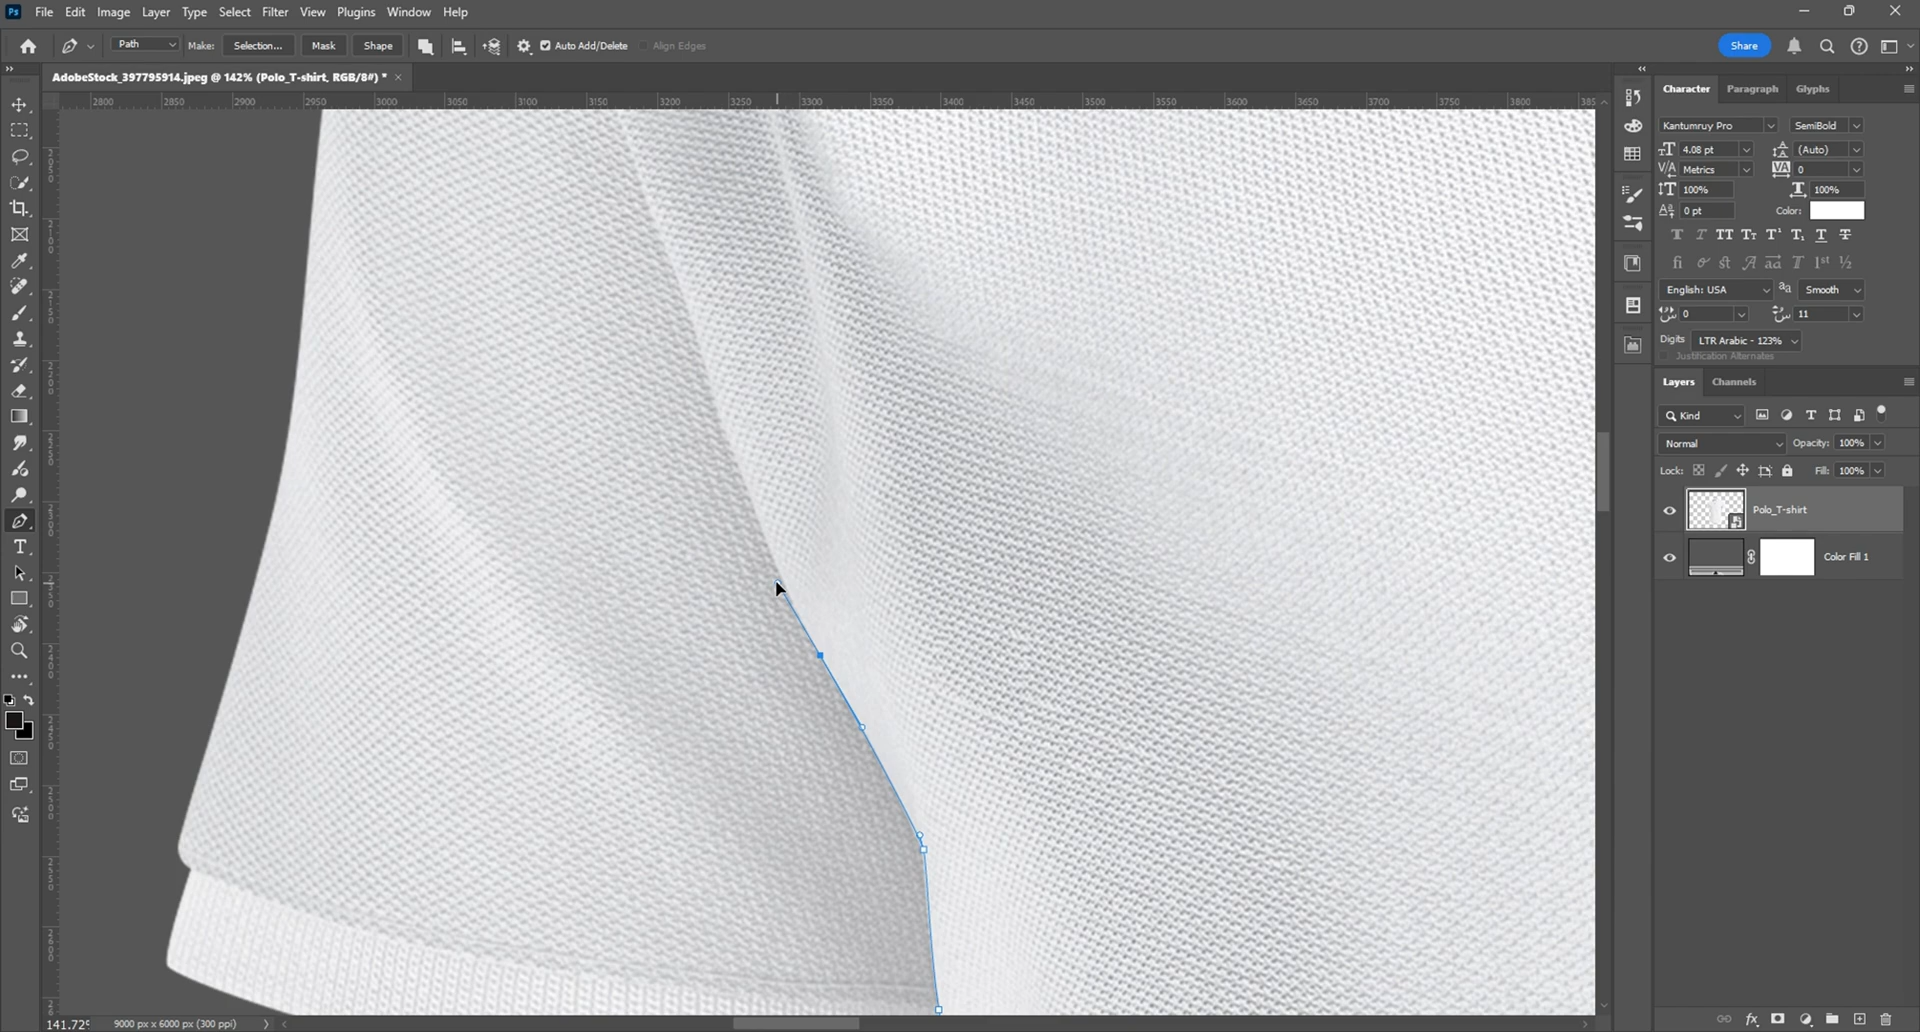 Ps File Edit Image Layer Type Select Filter View Plugins Window Help
Path Make: Selection... Mask Shape Auto Add/Delete Align Edges Share
AdobeStock_397795914.jpeg @ 142% (Polo_T-shirt, RGB/8#) * ×
2800 2850 2900 2950 3000 3050 3100 3150 3200 3250 3300 3350 3400 3450 3500 3550 3600 3650 3700 3750 3800 385
Character Paragraph Glyphs
Kantumruy Pro SemiBold
4.08 pt (Auto)
Metrics 0
100% 100%
0 pt Color:
English: USA aa Smooth
0 11
Digits LTR Arabic - 123%
Justification Alternates
Layers Channels
Kind
Normal Opacity: 100%
Lock: Fill: 100%
Polo_T-shirt
Color Fill 1
141.72% 9000 px x 6000 px (300 ppi)